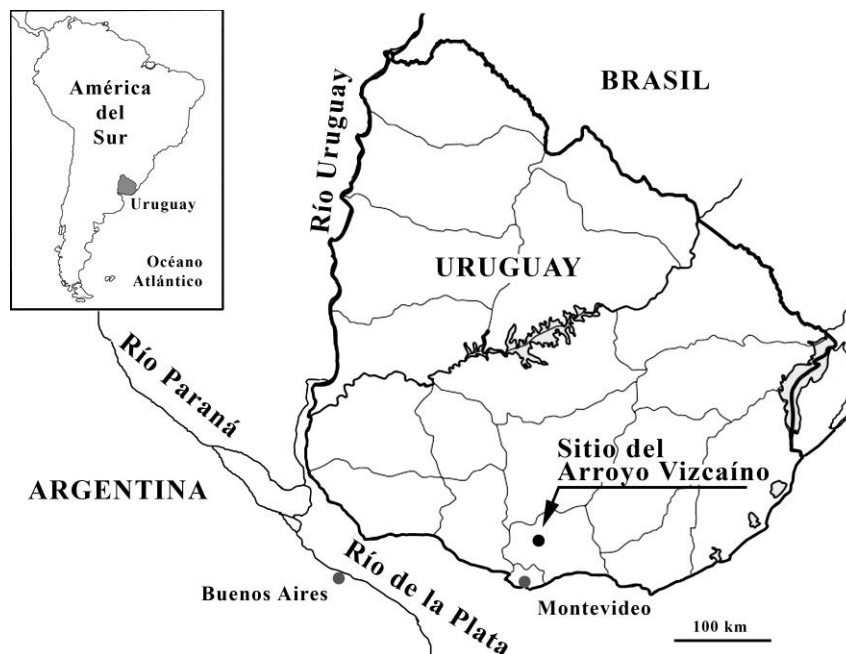 América
del
Sur
Uruguay
Océano
Atlántico
BRASIL
Río Uruguay
URUGUAY
Río Paraná
ARGENTINA
Sitio del
Arroyo Vizcaíno
Río de la Plata
Buenos Aires
Montevideo
100 km